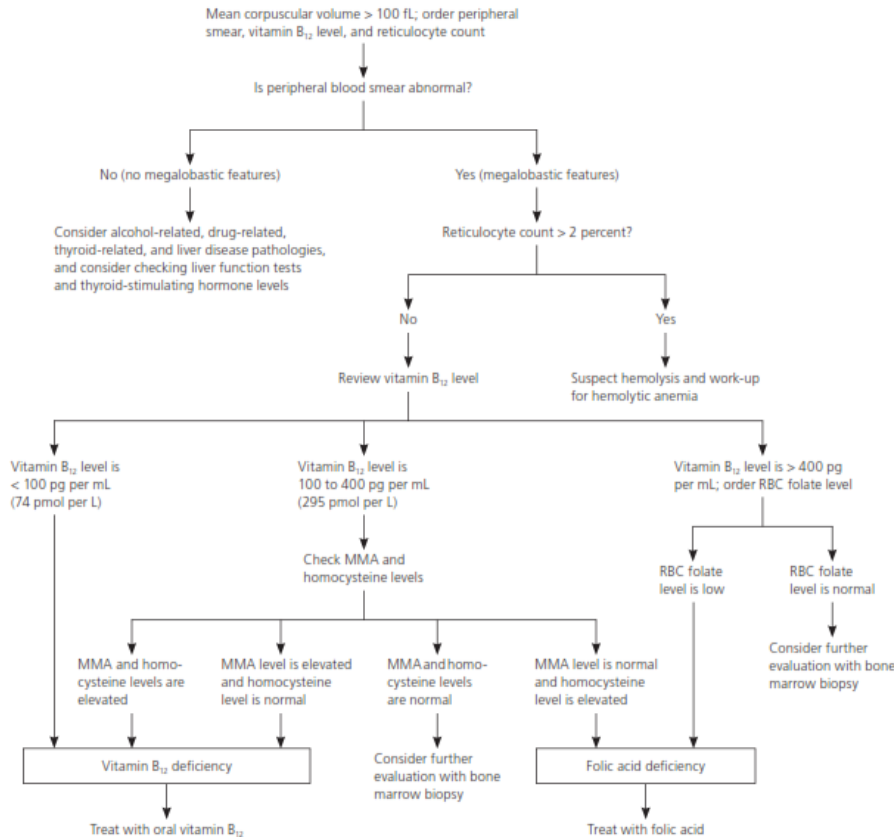 Mean corpuscular volume > 100 fL; order peripheral
smear, vitamin B₁₂ level, and reticulocyte count
Is peripheral blood smear abnormal?
No (no megalobastic features)
Yes (megalobastic features)
Consider alcohol-related, drug-related,
thyroid-related, and liver disease pathologies,
and consider checking liver function tests
and thyroid-stimulating hormone levels
Reticulocyte count > 2 percent?
No
Yes
Review vitamin B₁₂ level
Suspect hemolysis and work-up
for hemolytic anemia
Vitamin B₁₂ level is
< 100 pg per mL
(74 pmol per L)
Vitamin B₁₂ level is
100 to 400 pg per mL
(295 pmol per L)
Vitamin B₁₂ level is > 400 pg
per mL; order RBC folate level
Check MMA and
homocysteine levels
RBC folate
level is low
RBC folate
level is normal
Consider further
evaluation with bone
marrow biopsy
MMA and homo-
cysteine levels are
elevated
MMA level is elevated
and homocysteine
level is normal
MMA and homo-
cysteine levels
are normal
MMA level is normal
and homocysteine
level is elevated
Consider further
evaluation with bone
marrow biopsy
Vitamin B₁₂ deficiency
Folic acid deficiency
Treat with oral vitamin B₁₂
Treat with folic acid